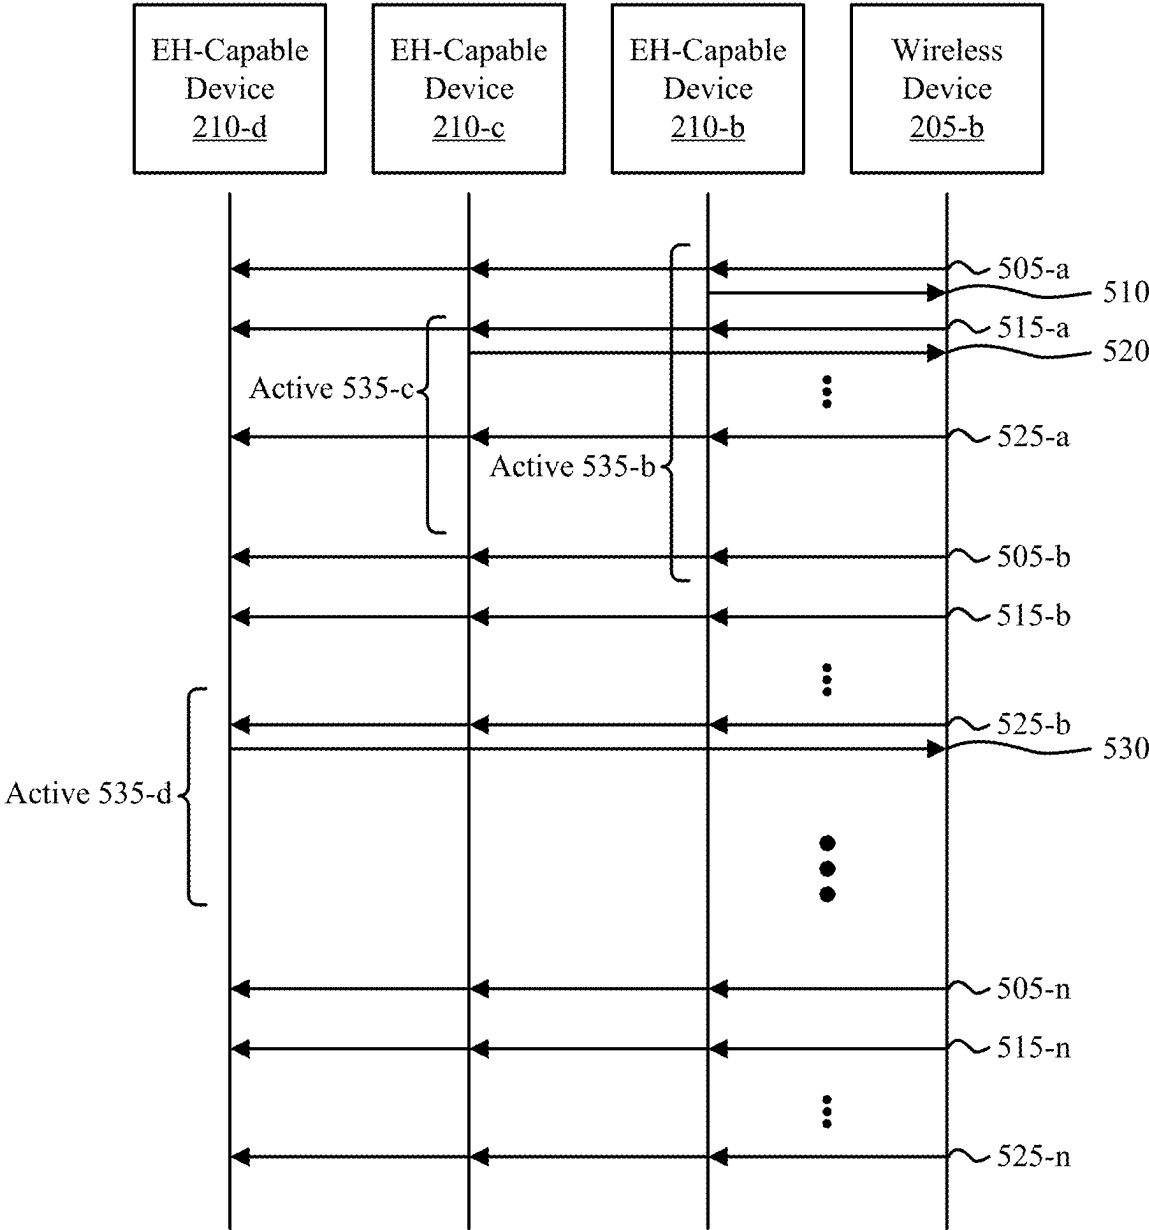 EH-Capable
Device
210-d
EH-Capable
Device
210-c
EH-Capable
Device
210-b
Wireless
Device
205-b
505-a
510
515-a
520
Active 535-c
525-a
Active 535-b
505-b
515-b
525-b
530
Active 535-d
505-n
515-n
525-n